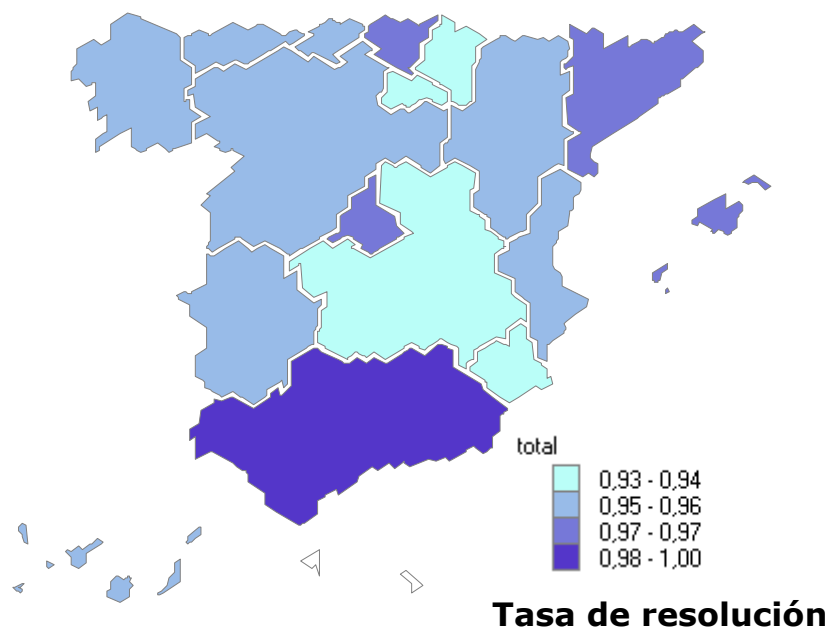 total
0,93 - 0,94
0,95 - 0,96
0,97 - 0,97
0,98 - 1,00
Tasa de resolución